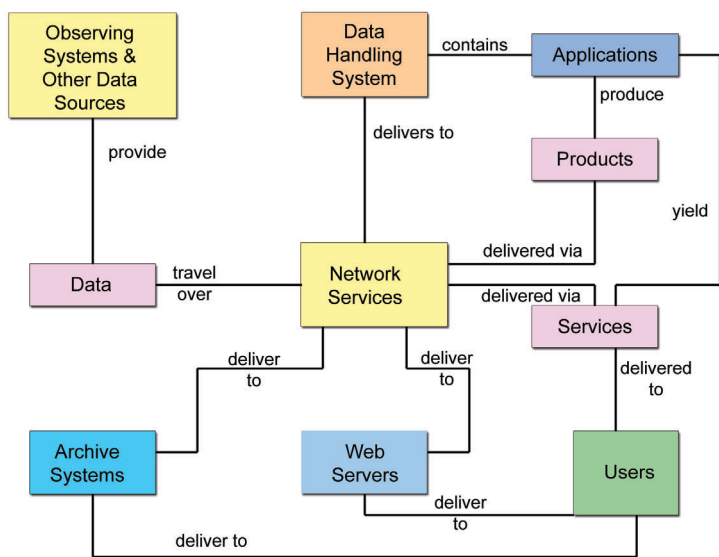 Observing
Systems &
Other Data
Sources
Data
Handling
System
contains
Applications
provide
delivers to
produce
Products
yield
Data
travel
over
Network
Services
delivered via
delivered via
Services
deliver
to
deliver
to
delivered
to
Archive
Systems
Web
Servers
Users
deliver
to
deliver to